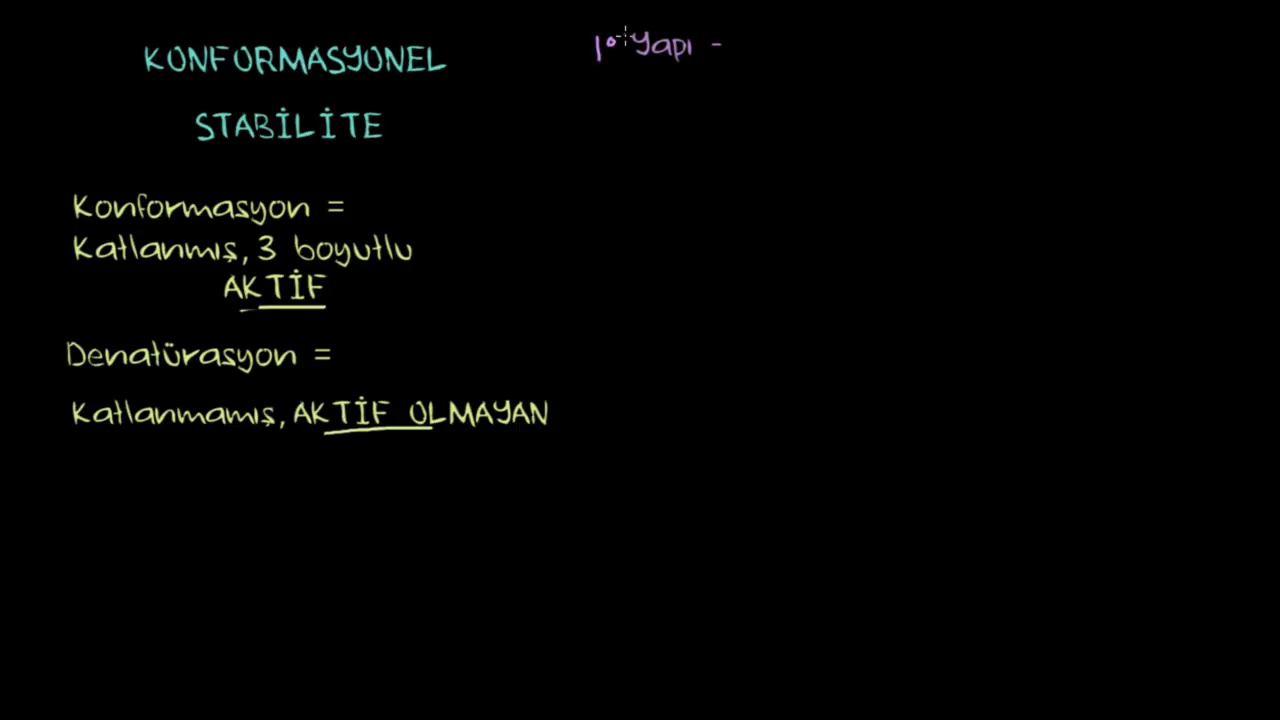 KONFORMASYONEL
STABİLİTE
1° Yapı -
Konformasyon =
Katlanmış, 3 boyutlu
AKTİF
Denatürasyon =
Katlanmamış, AKTİF OLMAYAN